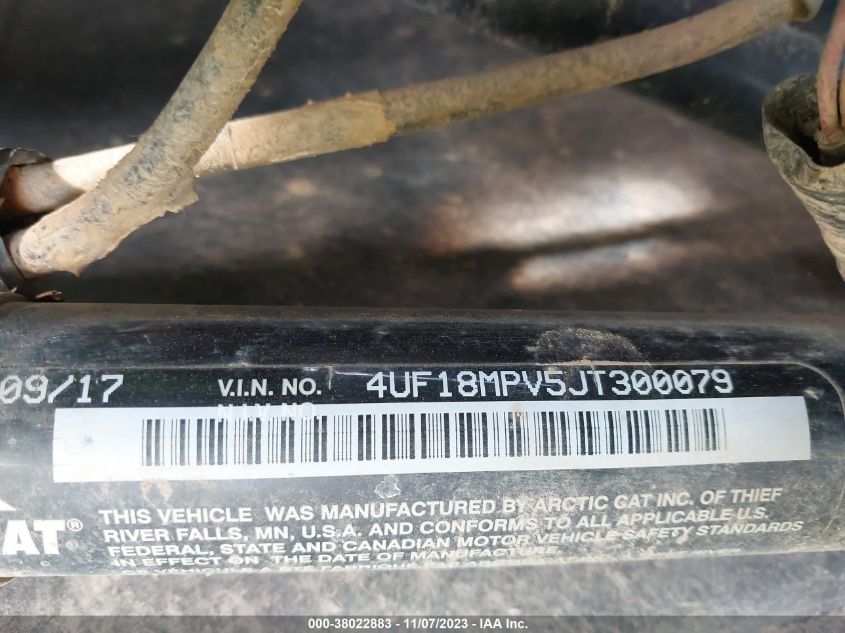 09/17 V.I.N. NO. 4UF18MPV5JT300079
CAT® THIS VEHICLE WAS MANUFACTURED BY ARCTIC CAT INC. OF THIEF
RIVER FALLS, MN, U.S.A. AND CONFORMS TO ALL APPLICABLE U.S.
FEDERAL, STATE AND CANADIAN MOTOR VEHICLE SAFETY STANDARDS
IN EFFECT ON THE DATE OF MANUFACTURE.
000-38022883 - 11/07/2023 - IAA Inc.